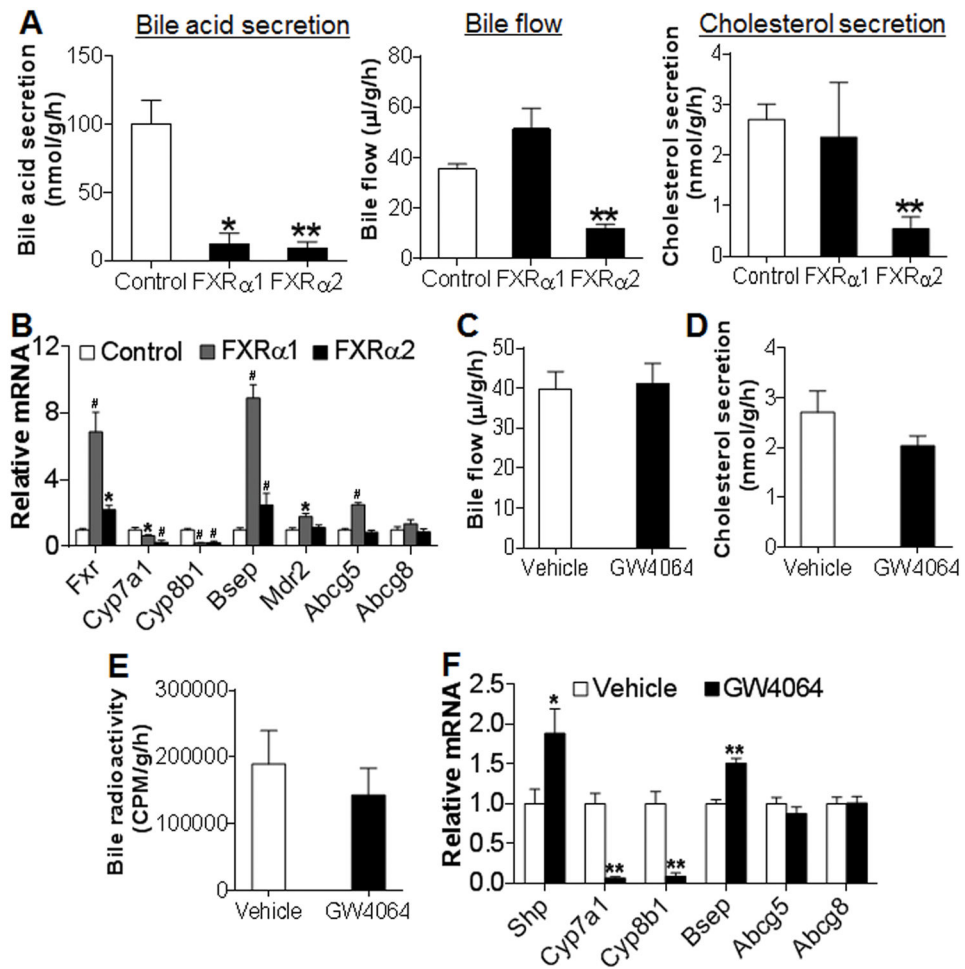 A
Bile acid secretion
Bile acid secretion
(nmol/g/h)
150
100
50
0
*
**
Control FXRα1 FXRα2
Bile flow
Bile flow (µl/g/h)
80
60
40
20
0
**
Control FXRα1 FXRα2
Cholesterol secretion
Cholesterol secretion
(nmol/g/h)
4
3
2
1
0
**
Control FXRα1 FXRα2
B
Relative mRNA
12
8
4
0
Control FXRα1 FXRα2
# * * # # # # # * #
Fxr Cyp7a1 Cyp8b1 Bsep Mdr2 Abcg5 Abcg8
C
Bile flow (µl/g/h)
50
40
30
20
10
0
Vehicle GW4064
D
Cholesterol secretion
(nmol/g/h)
4
3
2
1
0
Vehicle GW4064
E
Bile radioactivity
(CPM/g/h)
300000
200000
100000
0
Vehicle GW4064
F
Relative mRNA
2.5
2.0
1.5
1.0
0.5
0.0
Vehicle GW4064
* ** ** **
Shp Cyp7a1 Cyp8b1 Bsep Abcg5 Abcg8